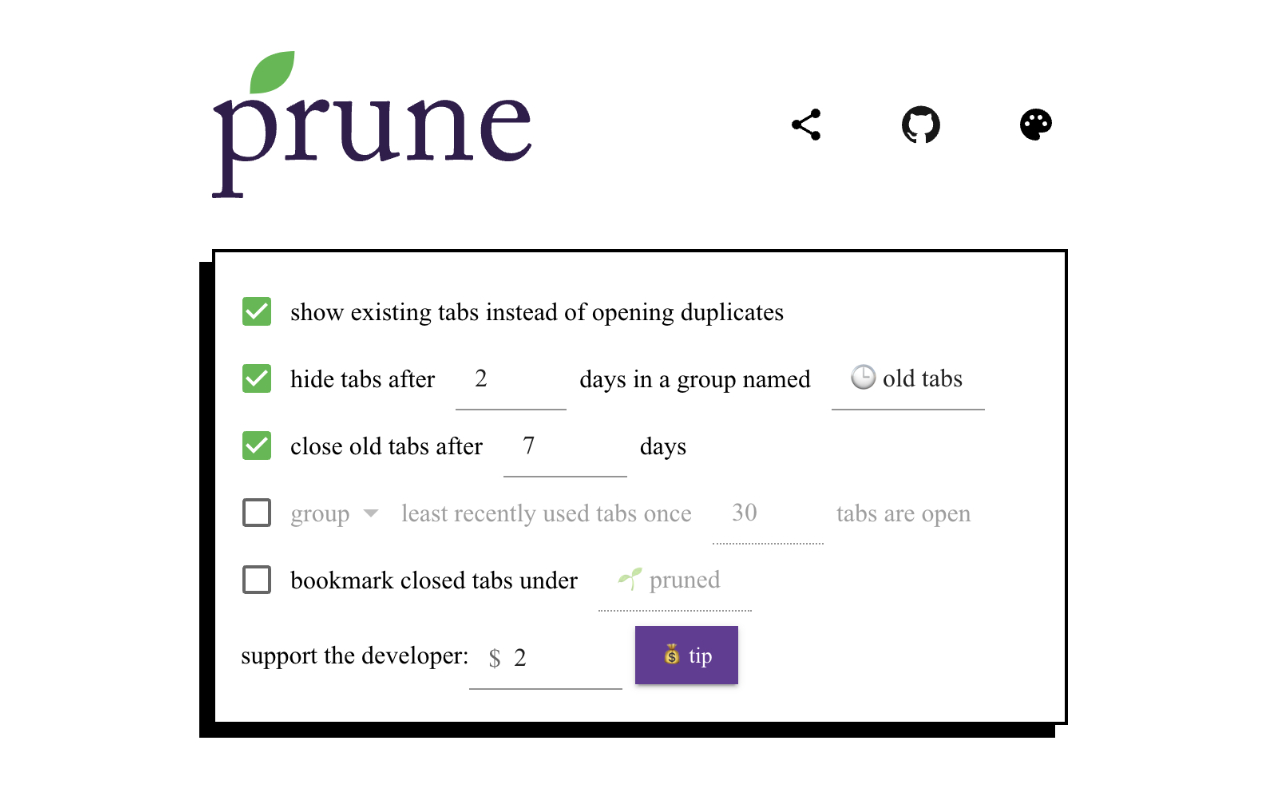 prune
show existing tabs instead of opening duplicates
hide tabs after 2 days in a group named 🕒 old tabs
close old tabs after 7 days
group least recently used tabs once 30 tabs are open
bookmark closed tabs under 🌱 pruned
support the developer: $ 2 💰 tip